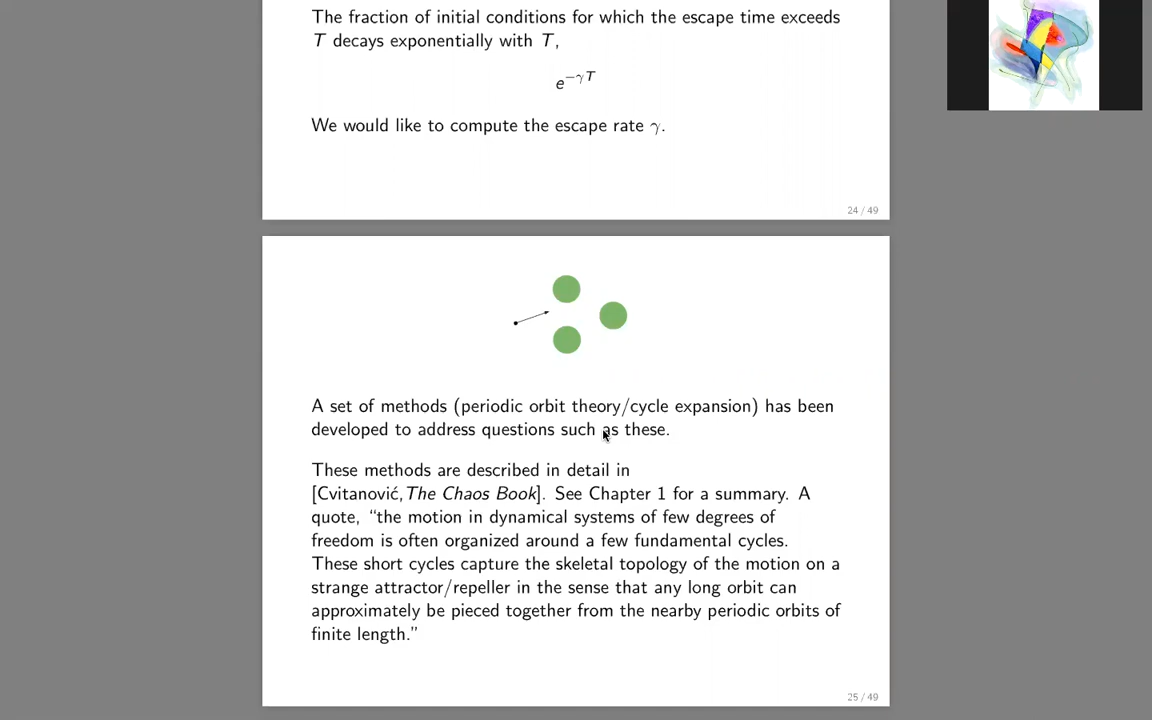 The fraction of initial conditions for which the escape time exceeds
T decays exponentially with T,
e^{−γT}
We would like to compute the escape rate γ.
24 / 49
A set of methods (periodic orbit theory/cycle expansion) has been
developed to address questions such as these.
These methods are described in detail in
[Cvitanović, The Chaos Book]. See Chapter 1 for a summary. A
quote, “the motion in dynamical systems of few degrees of
freedom is often organized around a few fundamental cycles.
These short cycles capture the skeletal topology of the motion on a
strange attractor/repeller in the sense that any long orbit can
approximately be pieced together from the nearby periodic orbits of
finite length.”
25 / 49